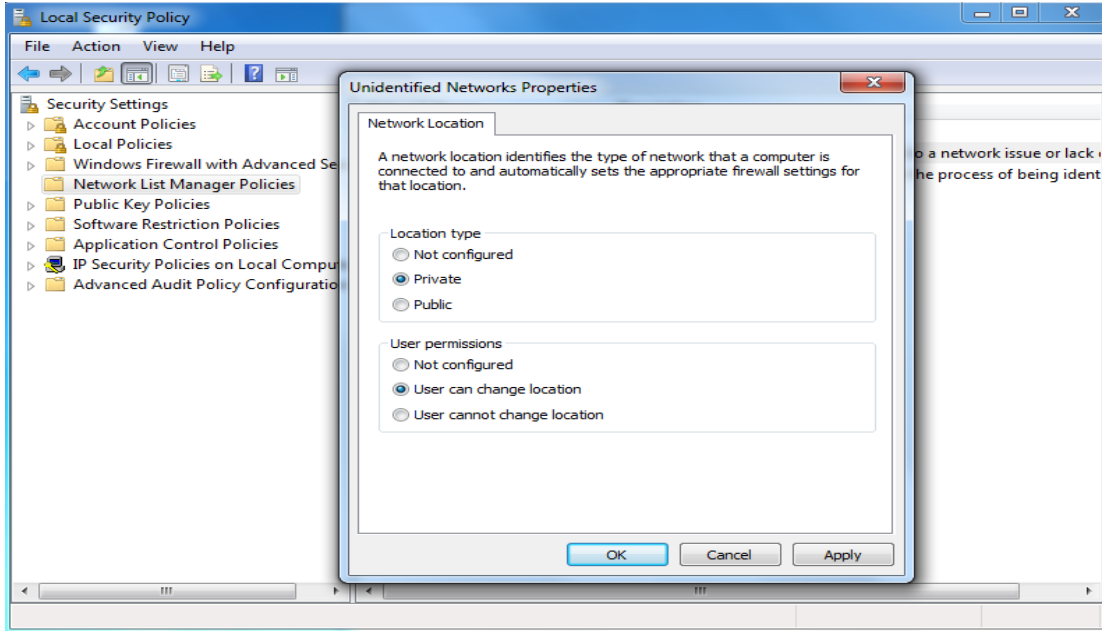 Local Security Policy
File Action View Help
Security Settings
Account Policies
Local Policies
Windows Firewall with Advanced Se
Network List Manager Policies
Public Key Policies
Software Restriction Policies
Application Control Policies
IP Security Policies on Local Compu
Advanced Audit Policy Configuratio
o a network issue or lack
he process of being ident
Unidentified Networks Properties
Network Location
A network location identifies the type of network that a computer is
connected to and automatically sets the appropriate firewall settings for
that location.
Location type
Not configured
Private
Public
User permissions
Not configured
User can change location
User cannot change location
OK Cancel Apply